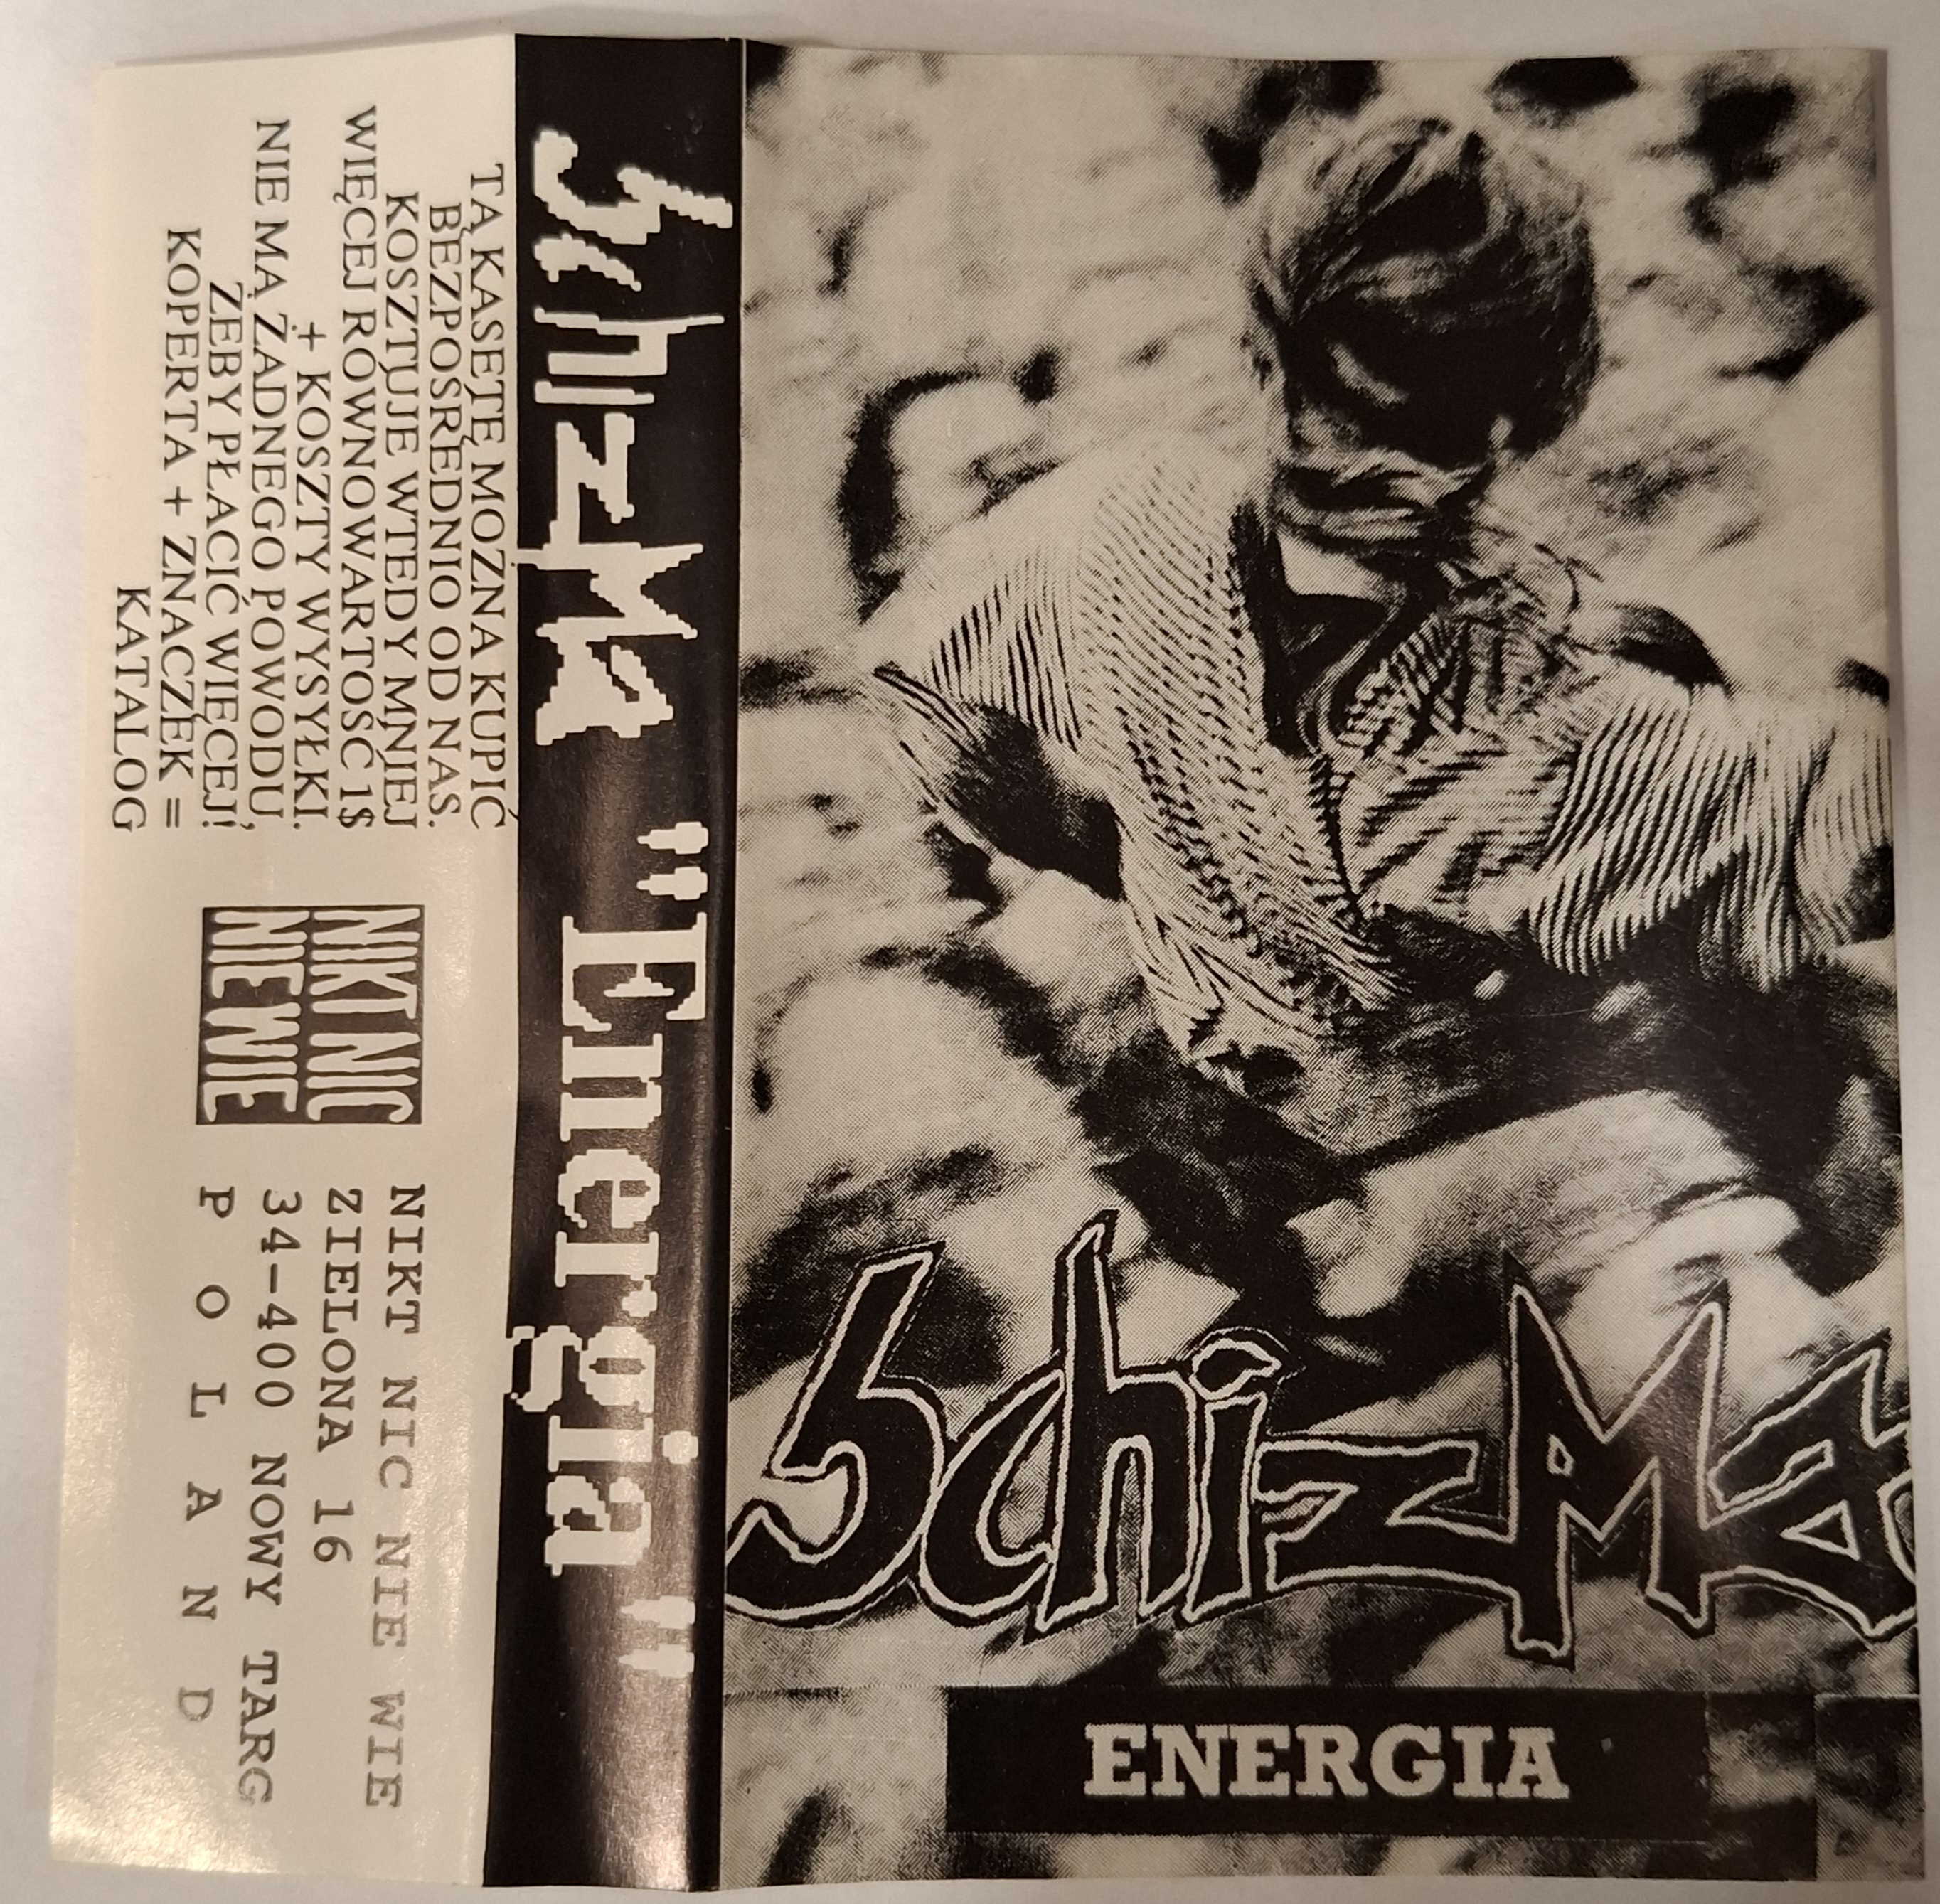 TĄ KASETĘ MOŻNA KUPIĆ
BEZPOŚREDNIO OD NAS.
KOSZTUJE WTEDY MNIEJ
WIĘCEJ RÓWNOWARTOŚĆ 1$
+ KOSZTY WYSYŁKI.
NIE MA ŻADNEGO POWODU,
ŻEBY PŁACIĆ WIĘCEJ!
KOPERTA + ZNACZEK =
KATALOG
NIKT NIC
NIE WIE
NIKT NIC NIE WIE
ZIELONA 16
34-400 NOWY TARG
P O L A N D
SchizMa "Energia"
SchizMa
ENERGIA